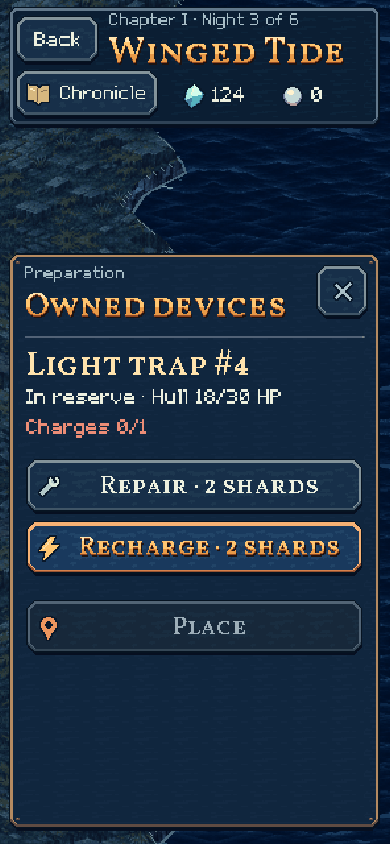 Chapter I · Night 3 of 6
Back
Winged Tide
Chronicle
124
0
Preparation
Owned devices
Light trap #4
In reserve · Hull 18/30 HP
Charges 0/1
Repair · 2 shards
Recharge · 2 shards
Place